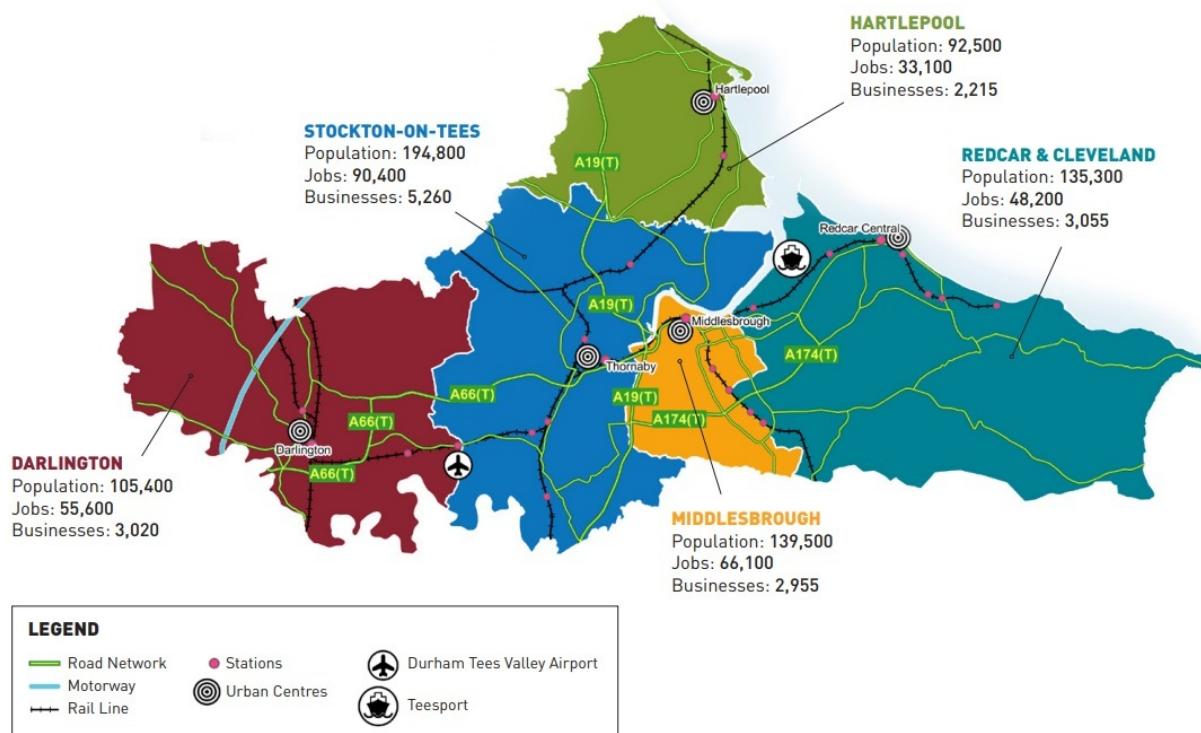 HARTLEPOOL
Population: 92,500
Jobs: 33,100
Businesses: 2,215
Hartlepool
STOCKTON-ON-TEES
Population: 194,800
Jobs: 90,400
Businesses: 5,260
A19(T)
REDCAR & CLEVELAND
Population: 135,300
Jobs: 48,200
Businesses: 3,055
Redcar Central
A19(T)
Middlesbrough
A174(T)
Thornaby
A66(T)
A19(T)
A66(T)
A174(T)
Darlington
A66(T)
DARLINGTON
Population: 105,400
Jobs: 55,600
Businesses: 3,020
MIDDLESBROUGH
Population: 139,500
Jobs: 66,100
Businesses: 2,955
LEGEND
Road Network
Motorway
Rail Line
Stations
Urban Centres
Durham Tees Valley Airport
Teesport